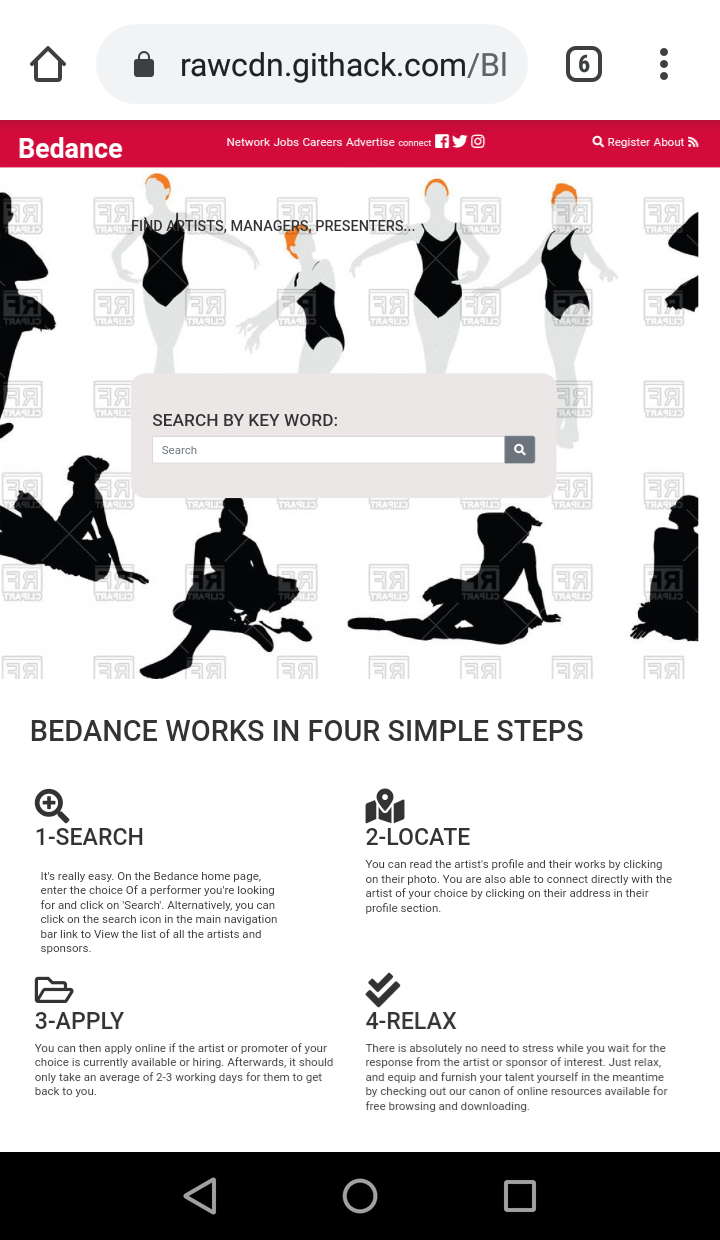 rawcdn.githack.com/Bl
6
Bedance
Network Jobs Careers Advertise connect
Register About
FIND ARTISTS, MANAGERS, PRESENTERS...
SEARCH BY KEY WORD:
Search
BEDANCE WORKS IN FOUR SIMPLE STEPS
1-SEARCH
It's really easy. On the Bedance home page,
enter the choice Of a performer you're looking
for and click on 'Search'. Alternatively, you can
click on the search icon in the main navigation
bar link to View the list of all the artists and
sponsors.
2-LOCATE
You can read the artist's profile and their works by clicking
on their photo. You are also able to connect directly with the
artist of your choice by clicking on their address in their
profile section.
3-APPLY
You can then apply online if the artist or promoter of your
choice is currently available or hiring. Afterwards, it should
only take an average of 2-3 working days for them to get
back to you.
4-RELAX
There is absolutely no need to stress while you wait for the
response from the artist or sponsor of interest. Just relax,
and equip and furnish your talent yourself in the meantime
by checking out our canon of online resources available for
free browsing and downloading.